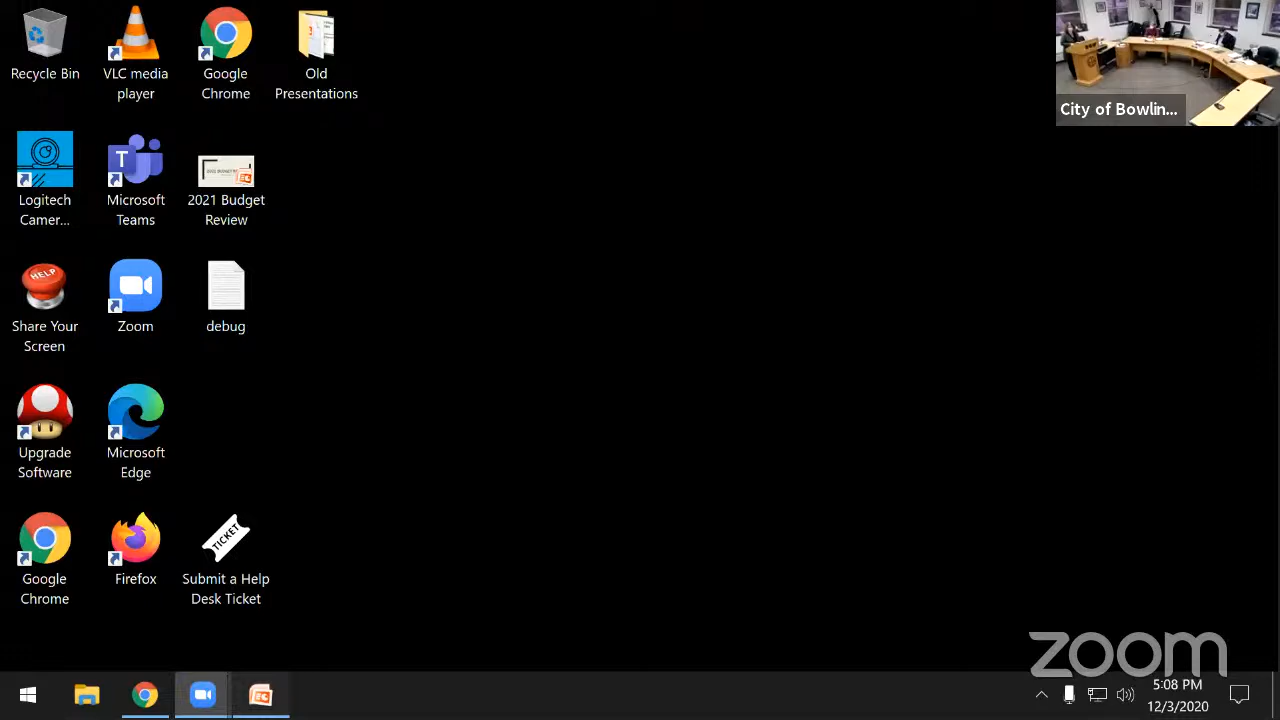 Recycle Bin
VLC media
player
Google
Chrome
Old
Presentations
City of Bowlin...
Logitech
Camer...
T
Microsoft
Teams
2021 Budget
Review
HELP
Share Your
Screen
Zoom
debug
Upgrade
Software
Microsoft
Edge
Google
Chrome
Firefox
TICKET
Submit a Help
Desk Ticket
zoom
5:08 PM
12/3/2020